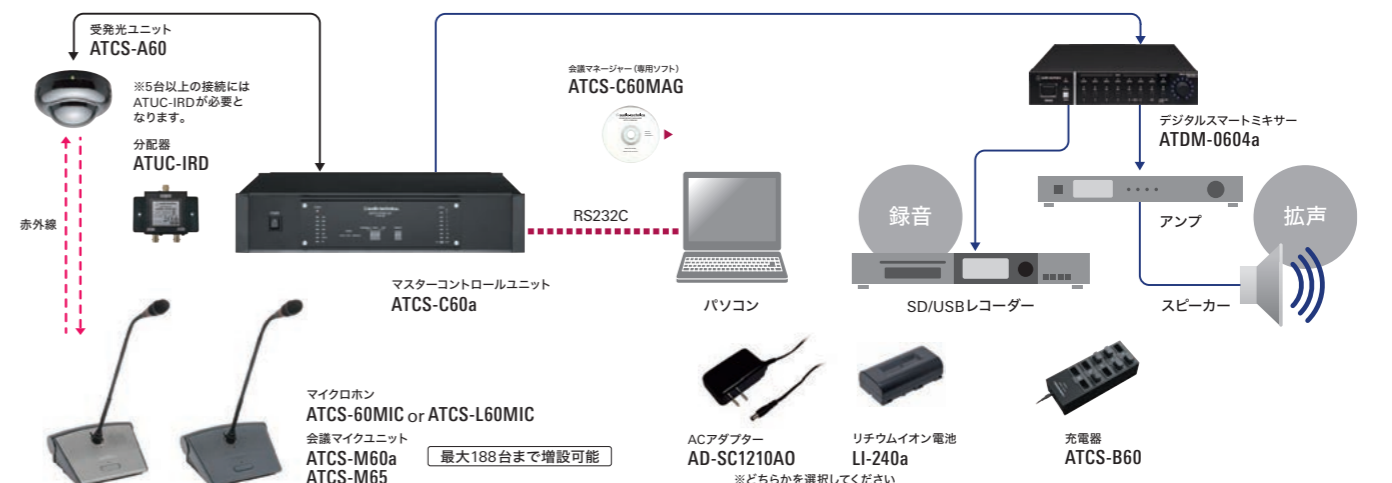 受発光ユニット
ATCS-A60
※5台以上の接続には
ATUC-IRDが必要と
なります。
分配器
ATUC-IRD
赤外線
会議マネージャー(専用ソフト)
ATCS-C60MAG
マスターコントロールユニット
ATCS-C60a
RS232C
パソコン
デジタルスマートミキサー
ATDM-0604a
録音
SD/USBレコーダー
アンプ
拡声
スピーカー
マイクロホン
ATCS-60MIC or ATCS-L60MIC
会議マイクユニット
ATCS-M60a
ATCS-M65
最大188台まで増設可能
ACアダプター
AD-SC1210AO
リチウムイオン電池
LI-240a
※どちらかを選択してください
充電器
ATCS-B60